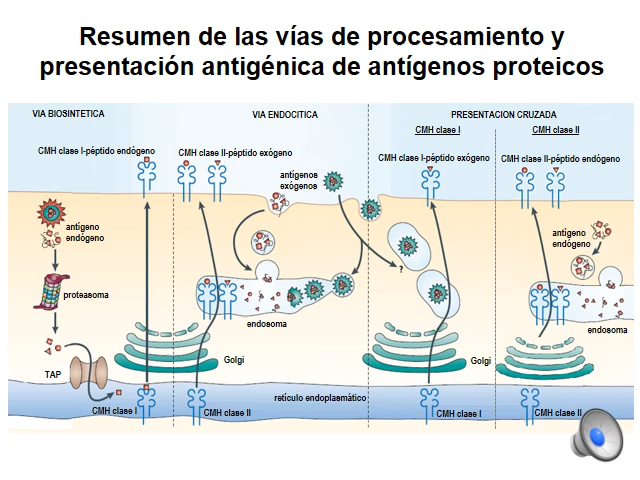 Resumen de las vías de procesamiento y
presentación antigénica de antígenos proteicos
VIA BIOSINTETICA
VIA ENDOCITICA
PRESENTACION CRUZADA
CMH clase I
CMH clase II
CMH clase I-péptido endógeno
CMH clase II-péptido exógeno
CMH clase I-péptido exógeno
CMH clase II-péptido endógeno
antígenos
exógenos
antígeno
endógeno
antígeno
endógeno
?
proteasoma
endosoma
endosoma
Golgi
Golgi
TAP
retículo endoplasmático
CMH clase I
CMH clase II
CMH clase I
CMH clase II